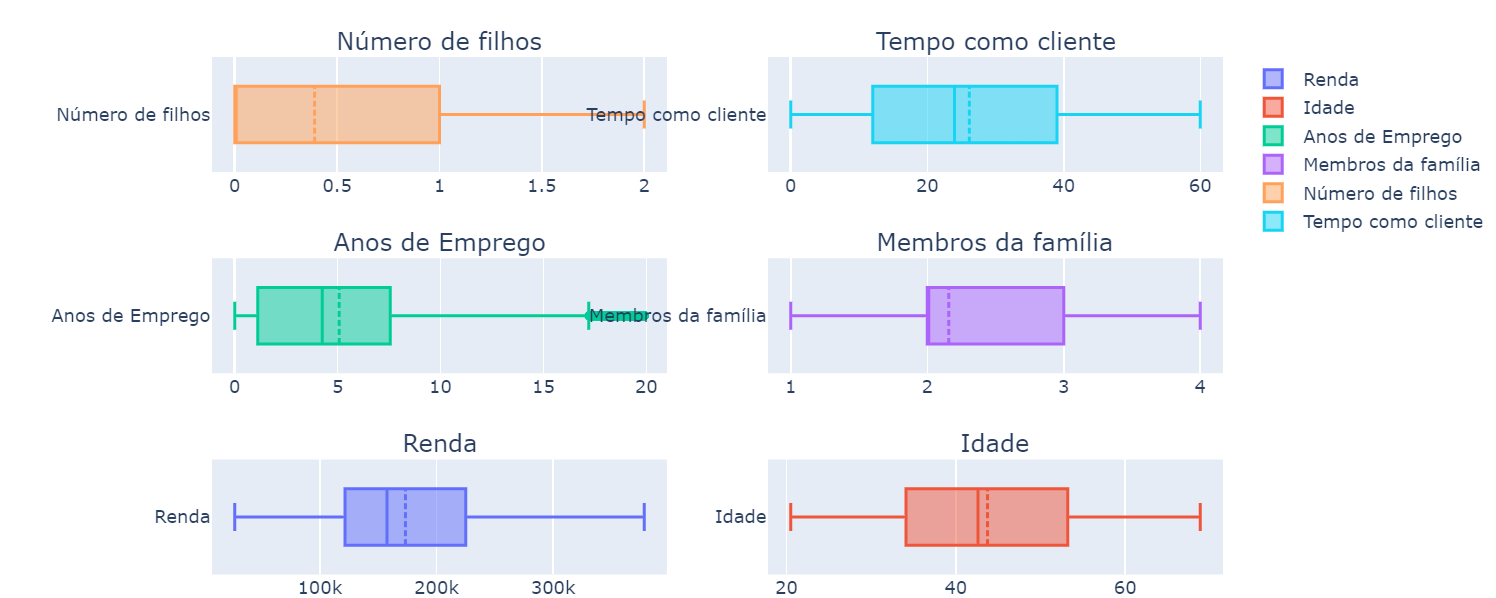 Número de filhos
Número de filhos
0 0.5 1 1.5 2
Tempo como cliente
Tempo como cliente
0 20 40 60
Anos de Emprego
Anos de Emprego
0 5 10 15 20
Membros da família
Membros da família
1 2 3 4
Renda
Renda
100k 200k 300k
Idade
Idade
20 40 60
Renda
Idade
Anos de Emprego
Membros da família
Número de filhos
Tempo como cliente